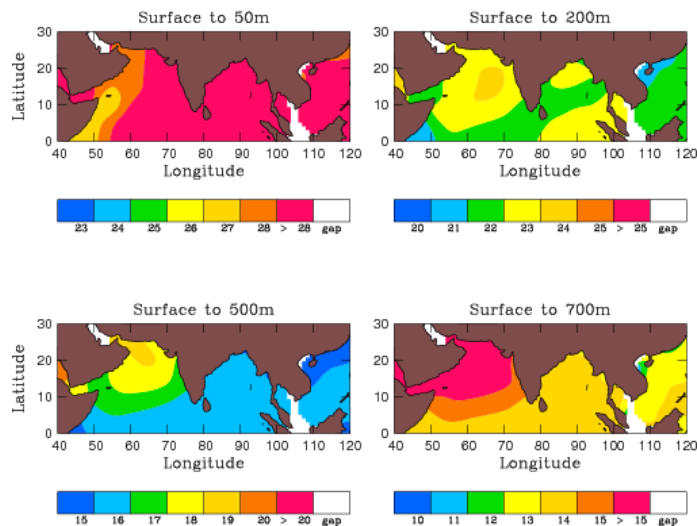 Surface to 50m
Latitude
30
20
10
0
40 50 60 70 80 90 100 110 120
Longitude
23 24 25 26 27 28 > 28 gap
Surface to 200m
30
20
10
0
40 50 60 70 80 90 100 110 120
Longitude
20 21 22 23 24 25 > 25 gap
Surface to 500m
Latitude
30
20
10
0
40 50 60 70 80 90 100 110 120
Longitude
15 16 17 18 19 20 > 20 gap
Surface to 700m
30
20
10
0
40 50 60 70 80 90 100 110 120
Longitude
10 11 12 13 14 15 > 15 gap